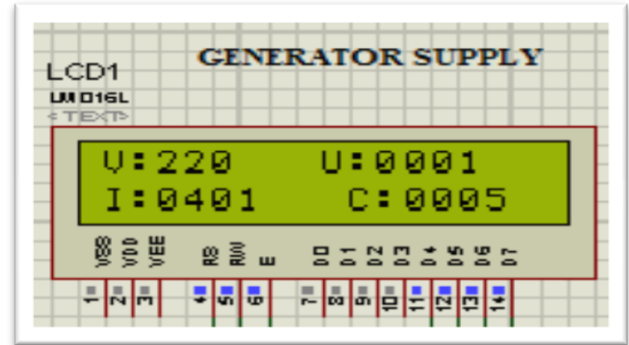 GENERATOR SUPPLY
LCD1
LM016L
<TEXT>
V:220 U:0001
I:0401 C:0005
VSS VDD VEE RS RW E D0 D1 D2 D3 D4 D5 D6 D7
1 2 3 4 5 6 7 8 9 10 11 12 13 14